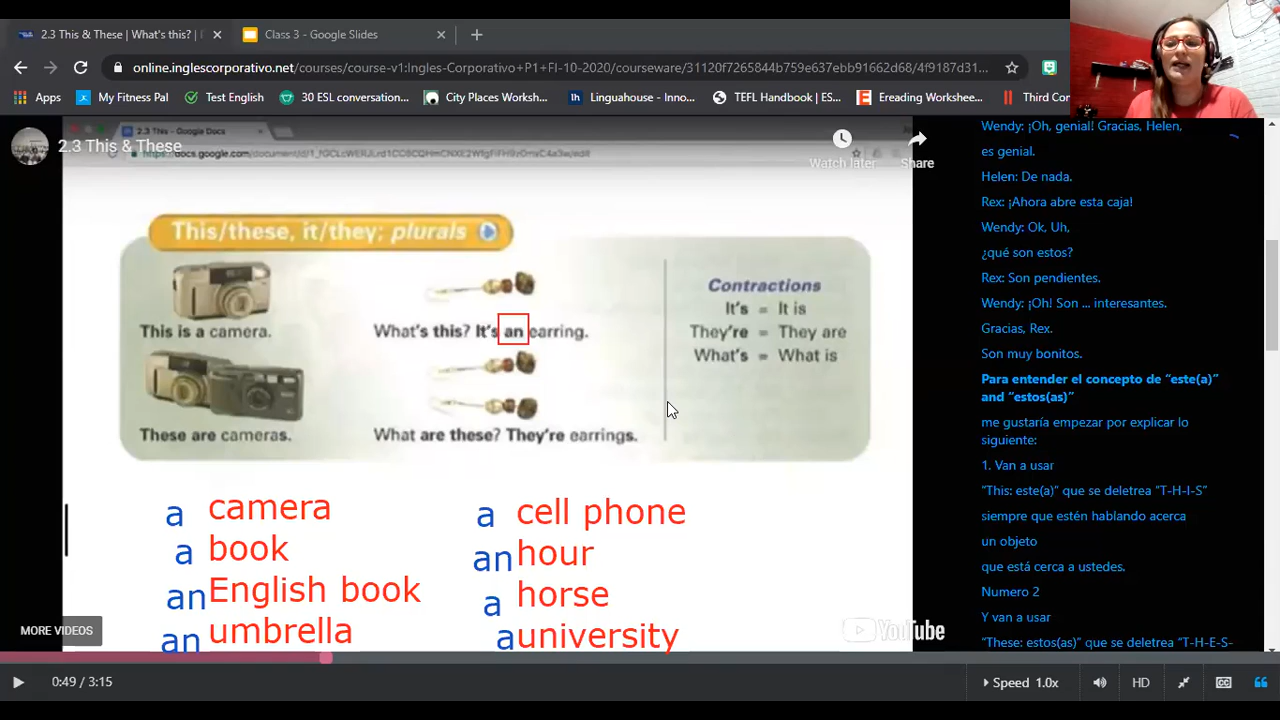 2.3 This & These | What's this? | (
Class 3 - Google Slides
online.inglescorporativo.net/courses/course-v1:Ingles-Corporativo+P1+FI-10-2020/courseware/31120f7265844b759e637ebb91662d68/4f9187d31...
Apps
My Fitness Pal
Test English
30 ESL conversation...
City Places Worksh...
Linguahouse - Inno...
TEFL Handbook | ES...
Ereading Workshee...
Third Con
2.3 This - Google Docs
2.3 This & These
Watch later
Share
This/these, it/they; plurals
This is a camera.
What's this? It's an earring.
These are cameras.
What are these? They're earrings.
Contractions
It's = It is
They're = They are
What's = What is
a camera
a book
an English book
an umbrella
a cell phone
an hour
a horse
a university
MORE VIDEOS
YouTube
0:49 / 3:15
Speed 1.0x
HD
Wendy: ¡Oh, genial! Gracias, Helen,
es genial.
Helen: De nada.
Rex: ¡Ahora abre esta caja!
Wendy: Ok, Uh,
¿qué son estos?
Rex: Son pendientes.
Wendy: ¡Oh! Son ... interesantes.
Gracias, Rex.
Son muy bonitos.
Para entender el concepto de "este(a)"
and "estos(as)"
me gustaría empezar por explicar lo
siguiente:
1. Van a usar
"This: este(a)" que se deletrea "T-H-I-S"
siempre que estén hablando acerca
un objeto
que está cerca a ustedes.
Numero 2
Y van a usar
"These: estos(as)" que se deletrea "T-H-E-S-